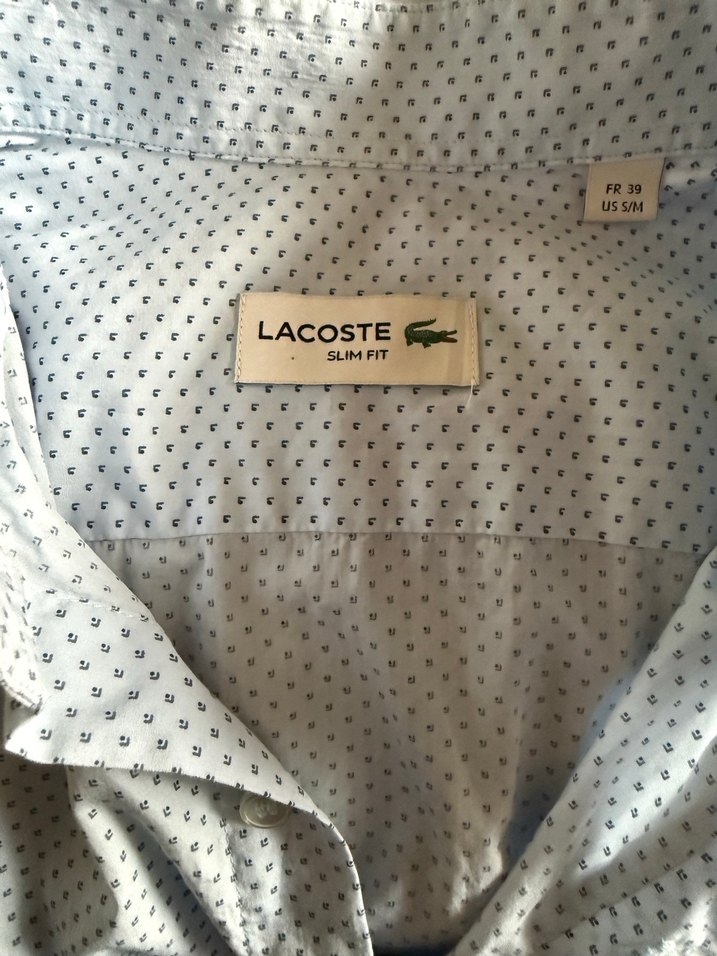 FR 39
US S/M
LACOSTE
SLIM FIT